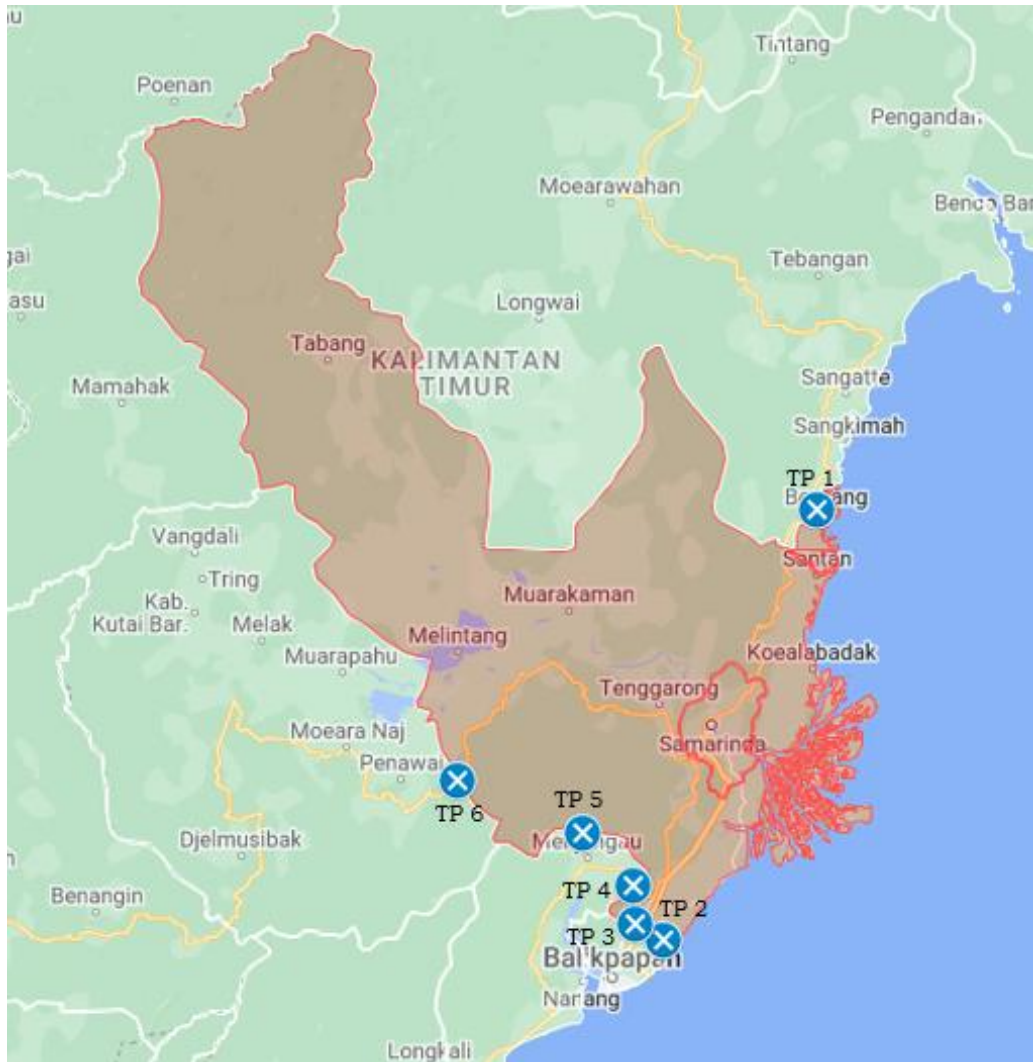 Tintang
Poenan
Pengandan
Moearawahan
Tebangan
Longwai
Tabang
KALIMANTAN
TIMUR
Mamahak
Sangatte
Sangkimah
TP 1
Santan
Vangdali
Tring
Kab.
Kutai Bar.
Melak
Muarakaman
Melintang
Muarapahu
Koealabadak
Tenggarong
Samarinda
Moeara Naj
Penawai
TP 6
TP 5
Djelmusibak
Benangin
TP 4
TP 2
TP 3
Balikpapan
Nanang
Longkali